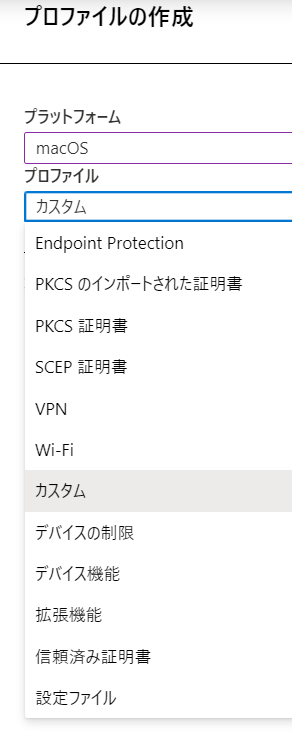 プロファイルの作成
プラットフォーム
macOS
プロファイル
カスタム
Endpoint Protection
PKCS のインポートされた証明書
PKCS 証明書
SCEP 証明書
VPN
Wi-Fi
カスタム
デバイスの制限
デバイス機能
拡張機能
信頼済み証明書
設定ファイル